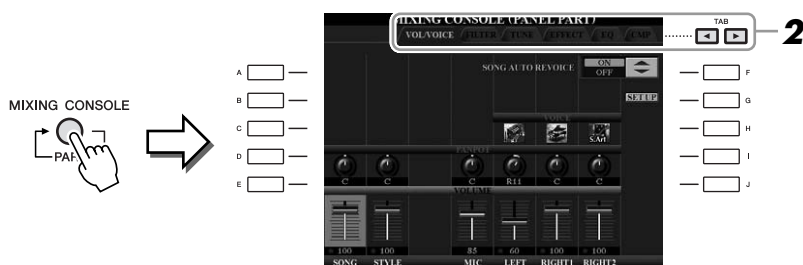 MIXING CONSOLE (PANEL PART)
TAB
VOL/VOICE FILTER TUNE EFFECT EQ CMP
2
SONG AUTO REVOICE ON
OFF
A F
B SETUP G
MIXING CONSOLE
VOICE
C S.Art H
PANPOT
D I
C C C R11 C C
E VOLUME J
100 100 85 60 100 100
SONG STYLE MIC LEFT RIGHT1 RIGHT2